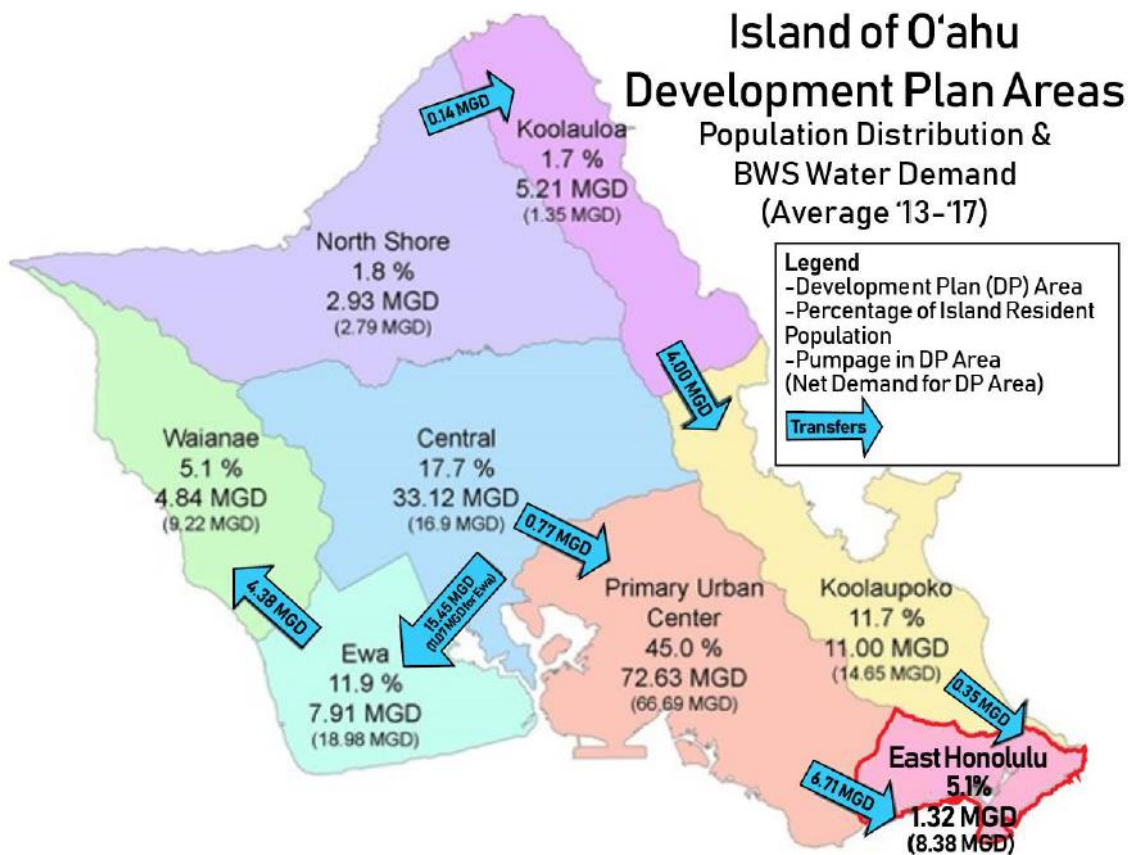 Island of O‘ahu
Development Plan Areas
Population Distribution &
BWS Water Demand
(Average ‘13-‘17)
Legend
-Development Plan (DP) Area
-Percentage of Island Resident
Population
-Pumpage in DP Area
(Net Demand for DP Area)
Transfers
0.14 MGD
Koolauloa
1.7 %
5.21 MGD
(1.35 MGD)
North Shore
1.8 %
2.93 MGD
(2.79 MGD)
4.00 MGD
Waianae
5.1 %
4.84 MGD
(9.22 MGD)
Central
17.7 %
33.12 MGD
(16.9 MGD)
0.77 MGD
15.45 MGD
(11.07 MGD for Ewa)
4.38 MGD
Ewa
11.9 %
7.91 MGD
(18.98 MGD)
Primary Urban
Center
45.0 %
72.63 MGD
(66.69 MGD)
Koolaupoko
11.7 %
11.00 MGD
(14.65 MGD)
0.35 MGD
6.71 MGD
East Honolulu
5.1%
1.32 MGD
(8.38 MGD)